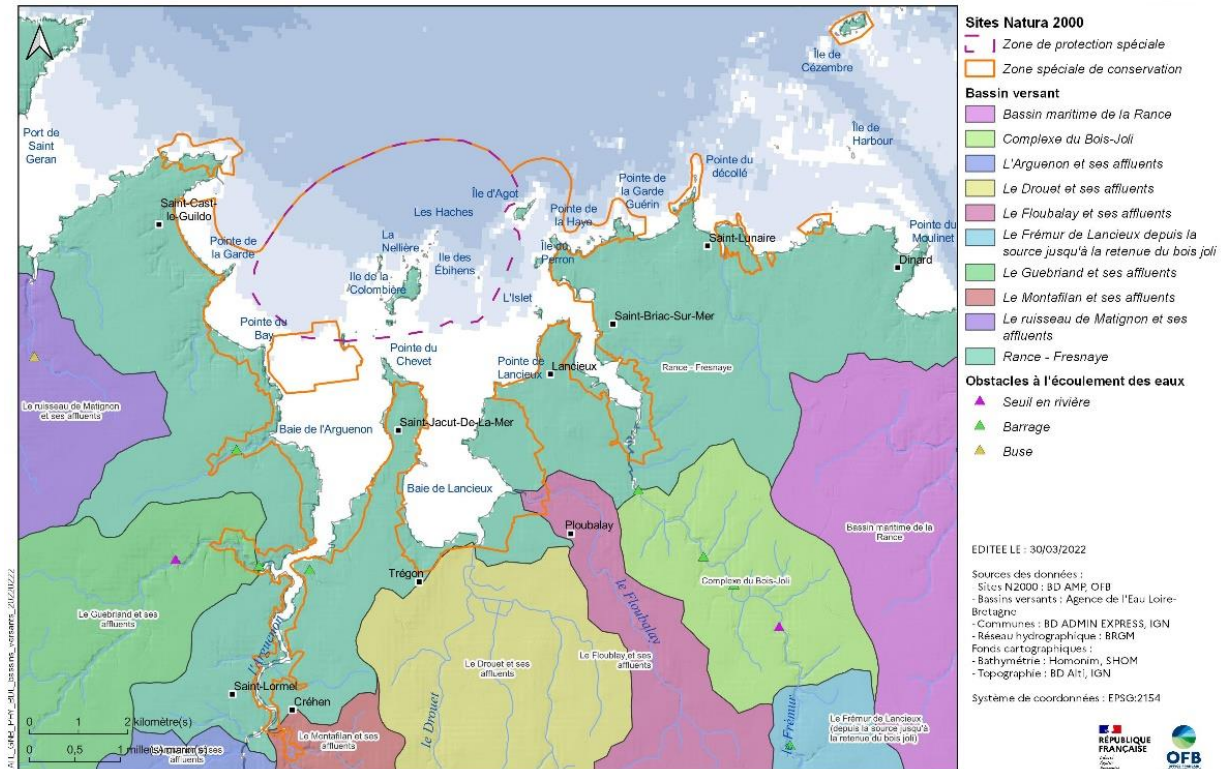 Île de
Cézembre
Port de
Saint
Geran
Île de
Harbour
Pointe du
décollé
Pointe de
la Garde
Guérin
Île d'Agot
Pointe de
la Haye
Saint-Cast-
le-Guildo
Les Haches
Pointe du
Moulinet
Pointe de
la Garde
La
Nellière
Ile des
Ébihens
Île du
Perron
Saint-Lunaire
Dinard
Ile de la
Colombière
L'Islet
Pointe du
Bay
Saint-Briac-Sur-Mer
Pointe du
Chevet
Pointe de
Lancieux
Lancieux
Rance - Fresnaye
Le ruisseau de Matignon
et ses affluents
Baie de l'Arguenon
Saint-Jacut-De-La-Mer
Baie de Lancieux
Ploubalay
Bassin maritime de la
Rance
Trégon
Complexe du Bois-Joli
Le Guebriand et ses
affluents
l'Arguenon
le Floubalay
Le Drouet et ses
affluents
Le Floublay et ses
affluents
Saint-Lormel
Créhen
le Drouet
le Frémur
Le Montafilan et ses
affluents
Le Frémur de Lancieux
(depuis la source jusqu'à
la retenue du bois joli)
0 1 2 kilomètre(s)
0 0,5 1 mille(s) marin(s)
Sites Natura 2000
Zone de protection spéciale
Zone spéciale de conservation
Bassin versant
Bassin maritime de la Rance
Complexe du Bois-Joli
L'Arguenon et ses affluents
Le Drouet et ses affluents
Le Floubalay et ses affluents
Le Frémur de Lancieux depuis la
source jusqu'à la retenue du bois joli
Le Guebriand et ses affluents
Le Montafilan et ses affluents
Le ruisseau de Matignon et ses
affluents
Rance - Fresnaye
Obstacles à l'écoulement des eaux
Seuil en rivière
Barrage
Buse
EDITEE LE : 30/03/2022
Sources des données :
- Sites N2000 : BD AMP, OFB
- Bassins versants : Agence de l'Eau Loire-
Bretagne
- Communes : BD ADMIN EXPRESS, IGN
- Réseau hydrographique : BRGM
Fonds cartographiques :
- Bathymétrie : Homonim, SHOM
- Topographie : BD Alti, IGN
Système de coordonnées : EPSG:2154
RÉPUBLIQUE
FRANÇAISE
OFB